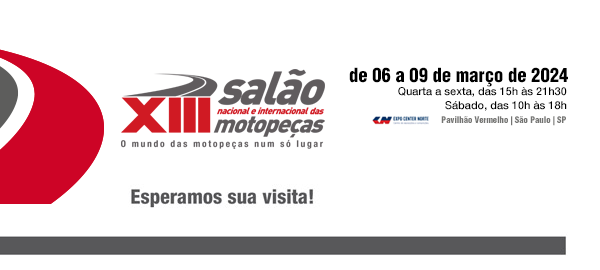 XIII salão
nacional e internacional das
motopeças
O mundo das motopeças num só lugar
de 06 a 09 de março de 2024
Quarta a sexta, das 15h às 21h30
Sábado, das 10h às 18h
EXPO CENTER NORTE
Pavilhão Vermelho | São Paulo | SP
Esperamos sua visita!